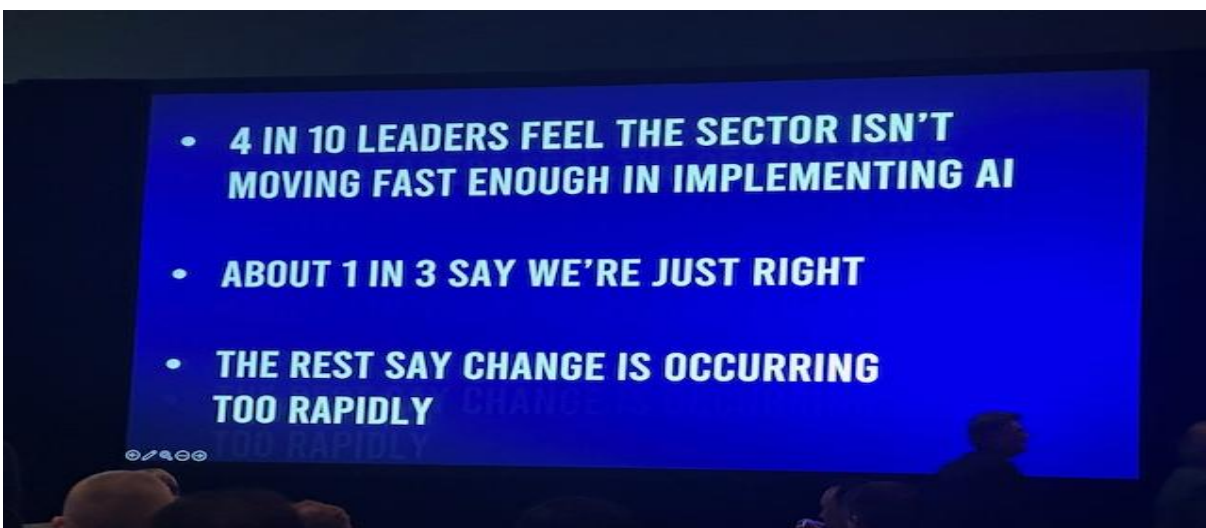 • 4 IN 10 LEADERS FEEL THE SECTOR ISN'T
MOVING FAST ENOUGH IN IMPLEMENTING AI
• ABOUT 1 IN 3 SAY WE'RE JUST RIGHT
• THE REST SAY CHANGE IS OCCURRING
TOO RAPIDLY